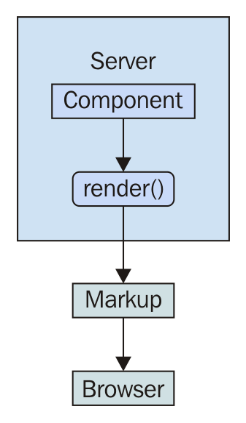 Server
Component
render()
Markup
Browser